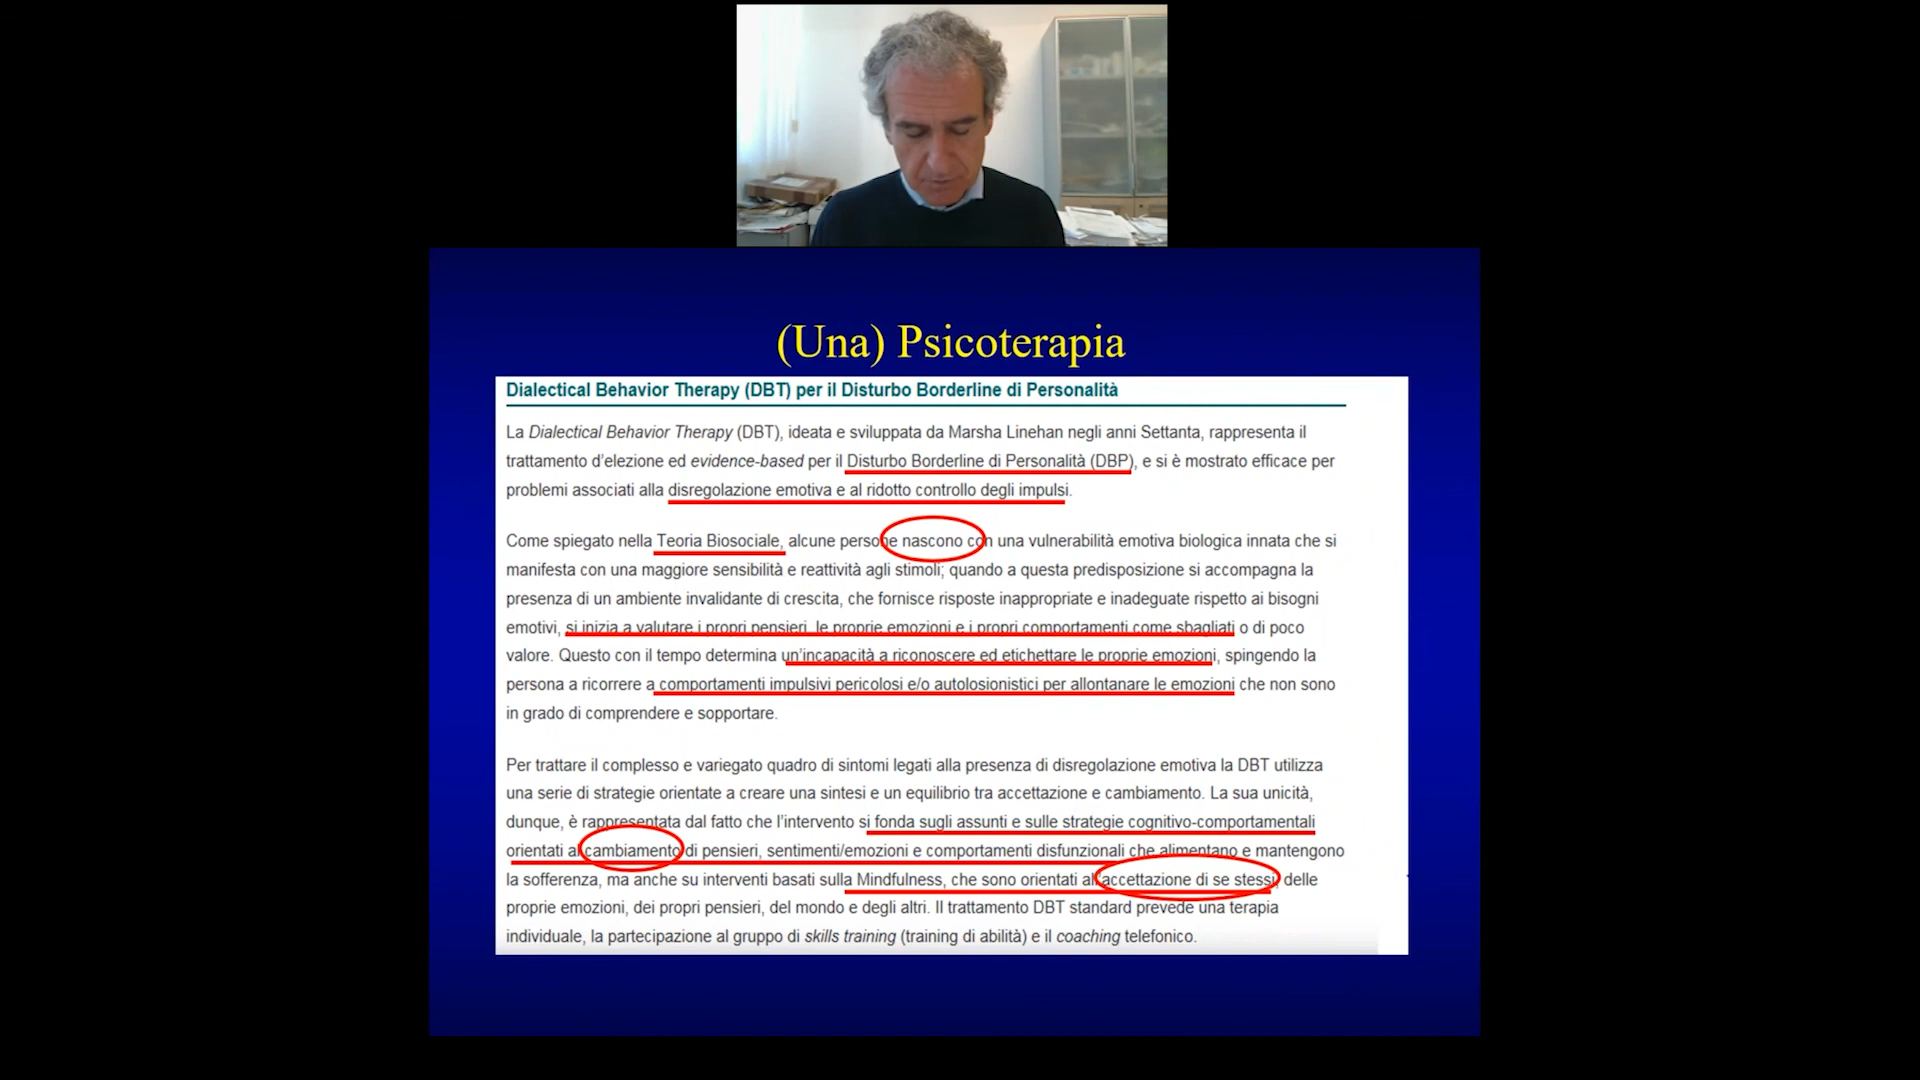 (Una) Psicoterapia
Dialectical Behavior Therapy (DBT) per il Disturbo Borderline di Personalità
La Dialectical Behavior Therapy (DBT), ideata e sviluppata da Marsha Linehan negli anni Settanta, rappresenta il
trattamento d'elezione ed evidence-based per il Disturbo Borderline di Personalità (DBP), e si è mostrato efficace per
problemi associati alla disregolazione emotiva e al ridotto controllo degli impulsi.
Come spiegato nella Teoria Biosociale, alcune persone nascono con una vulnerabilità emotiva biologica innata che si
manifesta con una maggiore sensibilità e reattività agli stimoli; quando a questa predisposizione si accompagna la
presenza di un ambiente invalidante di crescita, che fornisce risposte inappropriate e inadeguate rispetto ai bisogni
emotivi, si inizia a valutare i propri pensieri, le proprie emozioni e i propri comportamenti come sbagliati o di poco
valore. Questo con il tempo determina un'incapacità a riconoscere ed etichettare le proprie emozioni, spingendo la
persona a ricorrere a comportamenti impulsivi pericolosi e/o autolosionistici per allontanare le emozioni che non sono
in grado di comprendere e sopportare.
Per trattare il complesso e variegato quadro di sintomi legati alla presenza di disregolazione emotiva la DBT utilizza
una serie di strategie orientate a creare una sintesi e un equilibrio tra accettazione e cambiamento. La sua unicità,
dunque, è rappresentata dal fatto che l'intervento si fonda sugli assunti e sulle strategie cognitivo-comportamentali
orientati al cambiamento di pensieri, sentimenti/emozioni e comportamenti disfunzionali che alimentano e mantengono
la sofferenza, ma anche su interventi basati sulla Mindfulness, che sono orientati all'accettazione di se stessi, delle
proprie emozioni, dei propri pensieri, del mondo e degli altri. Il trattamento DBT standard prevede una terapia
individuale, la partecipazione al gruppo di skills training (training di abilità) e il coaching telefonico.